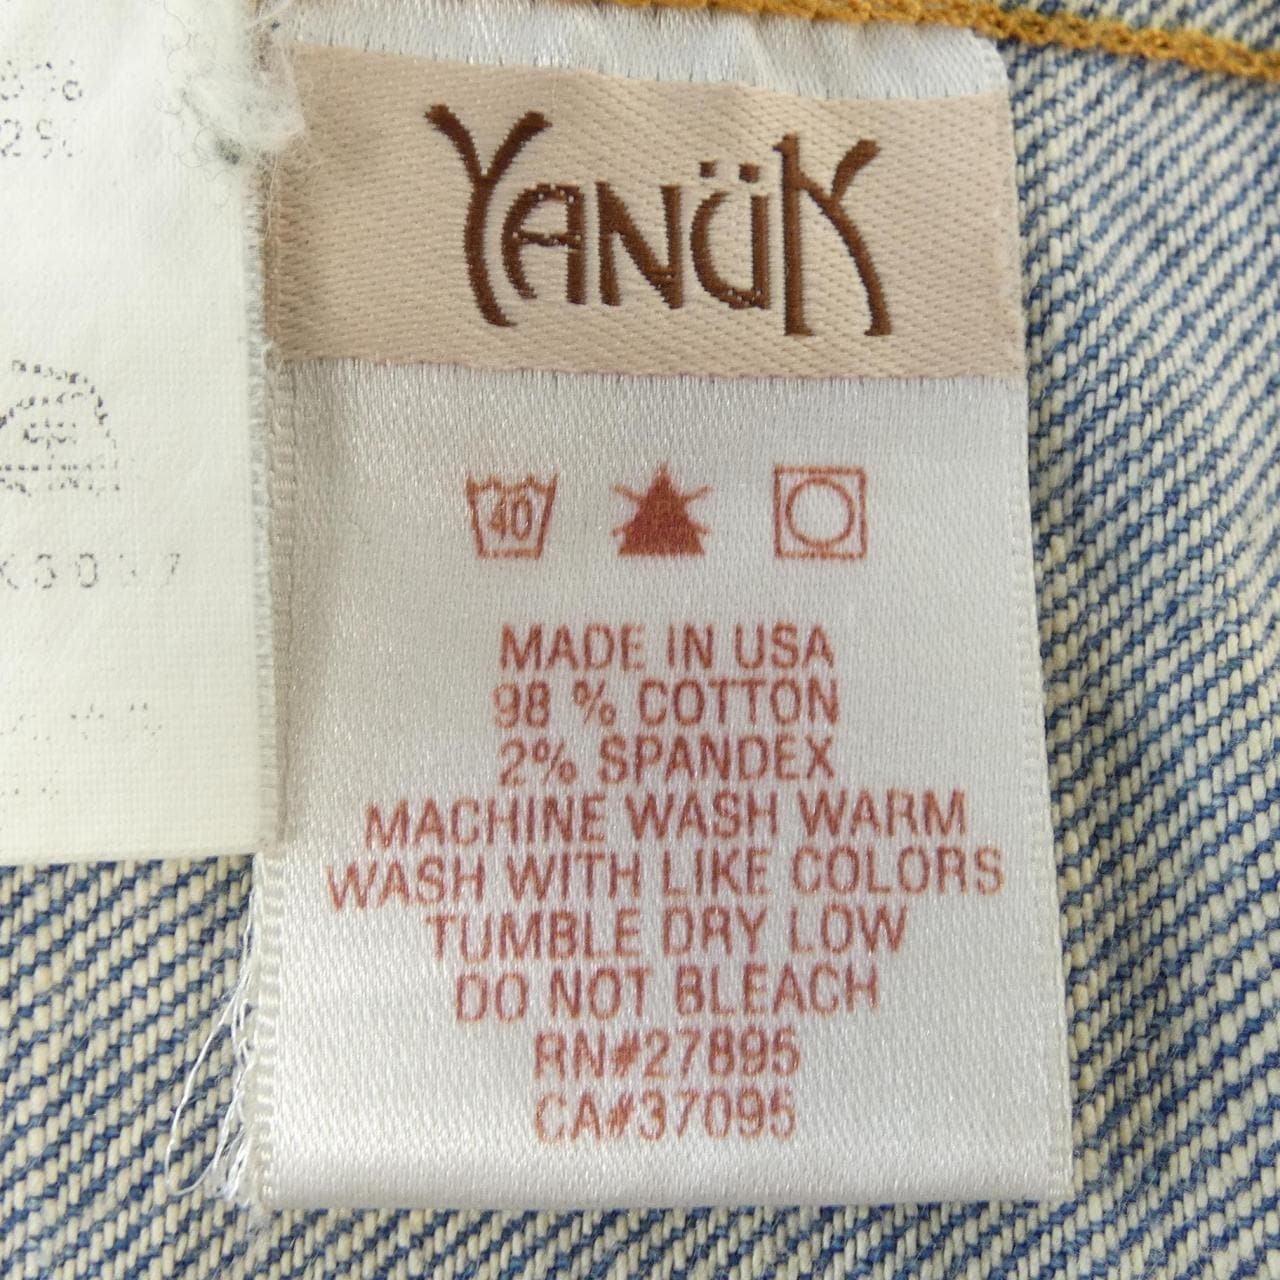 YANÜK
40
MADE IN USA
98 % COTTON
2% SPANDEX
MACHINE WASH WARM
WASH WITH LIKE COLORS
TUMBLE DRY LOW
DO NOT BLEACH
RN#27895
CA#37095